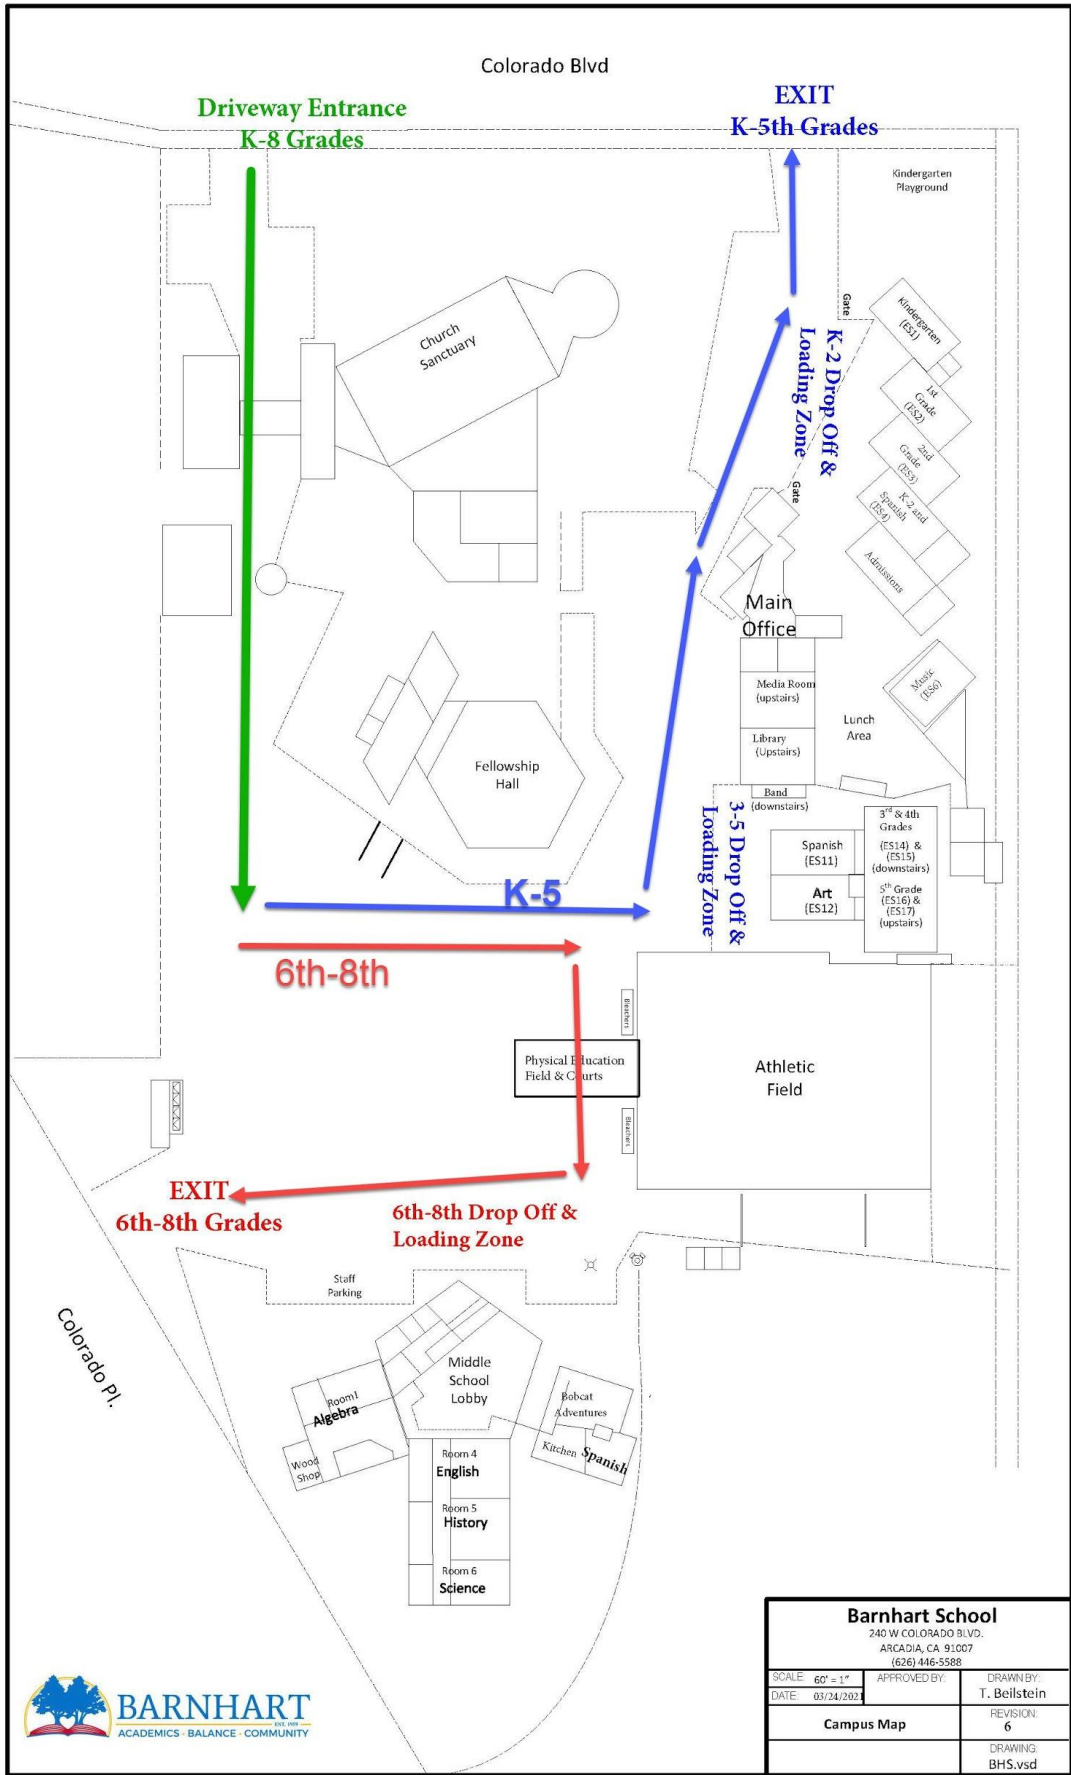 Colorado Blvd
Driveway Entrance
K-8 Grades
EXIT
K-5th Grades
Kindergarten
Playground
Gate
Kindergarten
(ES1)
Church
Sanctuary
K-2 Drop Off &
Loading Zone
1st
Grade
(ES2)
2nd
Grade
(ES3)
Gate
K-2 and
Spanish
(ES4)
Admissions
Main
Office
Music
(ES6)
Media Room
(upstairs)
Lunch
Area
Library
(Upstairs)
Fellowship
Hall
Band
(downstairs)
3-5 Drop Off &
Loading Zone
3rd & 4th
Grades
(ES14) &
(ES15)
(downstairs)
5th Grade
(ES16) &
(ES17)
(upstairs)
Spanish
(ES11)
Art
(ES12)
K-5
6th-8th
Bleachers
Physical Education
Field & Courts
Athletic
Field
Bleachers
EXIT
6th-8th Grades
6th-8th Drop Off &
Loading Zone
Staff
Parking
Colorado Pl.
Middle
School
Lobby
Room1
Algebra
Bobcat
Adventures
Wood
Shop
Kitchen
Spanish
Room 4
English
Room 5
History
Room 6
Science
BARNHART
EST. 1959
ACADEMICS - BALANCE - COMMUNITY
Barnhart School
240 W COLORADO BLVD.
ARCADIA, CA 91007
(626) 446-5588
SCALE 60' = 1"
APPROVED BY:
DRAWN BY:
T. Beilstein
DATE: 03/24/2021
Campus Map
REVISION:
6
DRAWING:
BHS.vsd